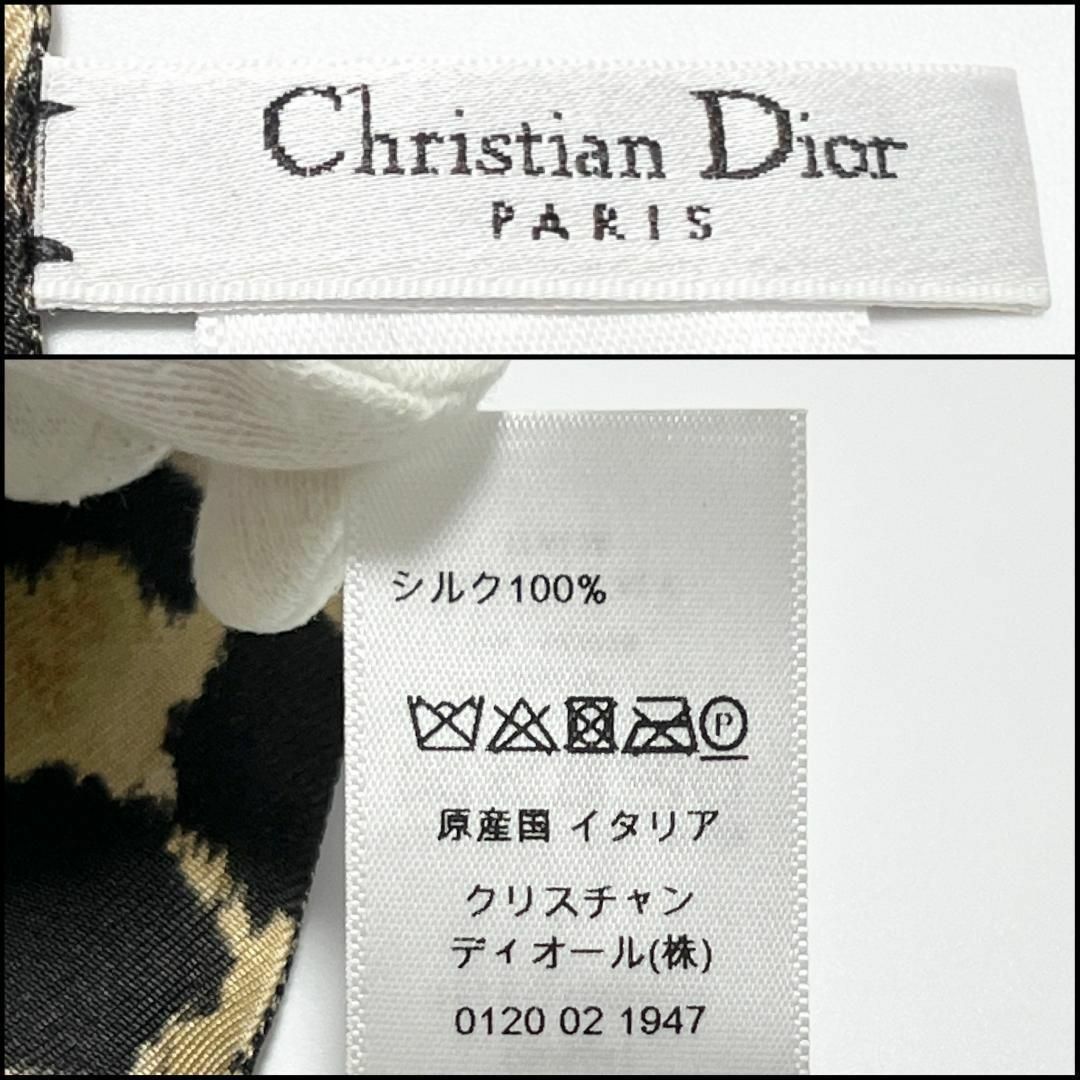 Christian Dior
PARIS
シルク100%
P
原産国 イタリア
クリスチャン
ディオール(株)
0120 02 1947